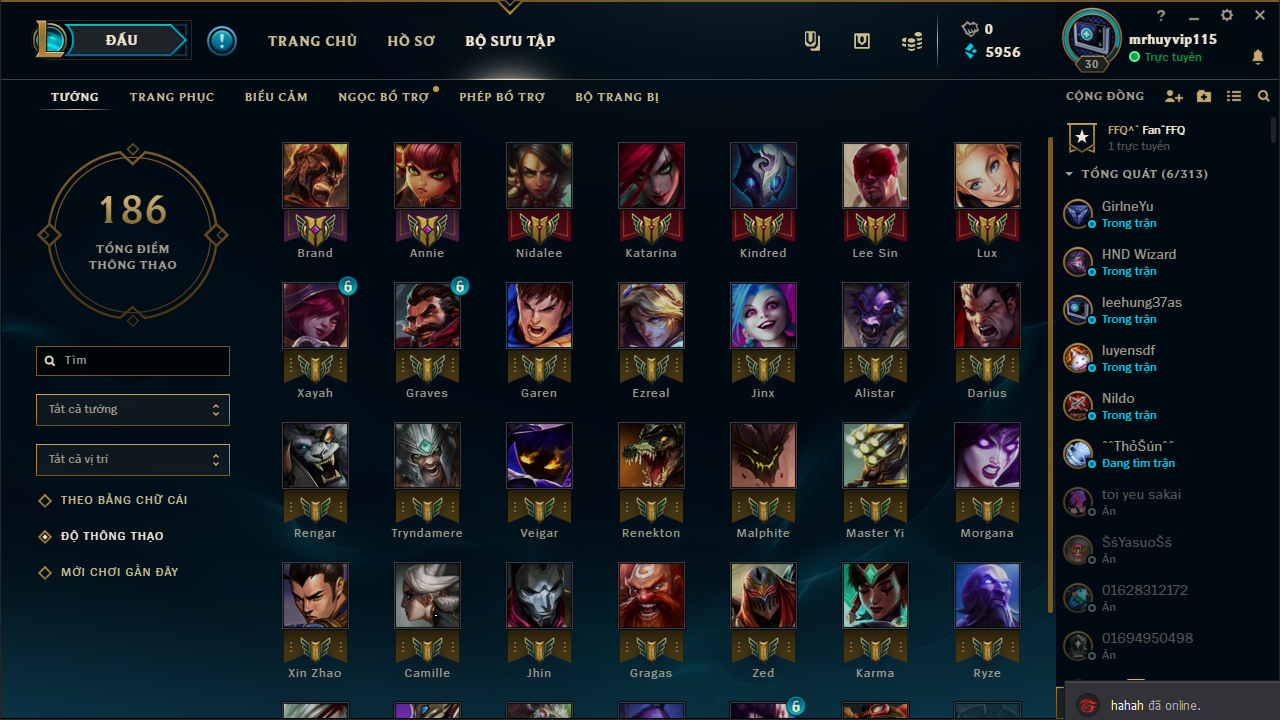 ĐẤU
TRANG CHỦ
HỒ SƠ
BỘ SƯU TẬP
0
5956
30
mrhuyvip115
Trực tuyến
TƯỚNG
TRANG PHỤC
BIỂU CẢM
NGỌC BỔ TRỢ
PHÉP BỔ TRỢ
BỘ TRANG BỊ
186
TỔNG ĐIỂM
THÔNG THẠO
Tìm
Tất cả tướng
Tất cả vị trí
THEO BẢNG CHỮ CÁI
ĐỘ THÔNG THẠO
MỚI CHƠI GẦN ĐÂY
Brand
Annie
Nidalee
Katarina
Kindred
Lee Sin
Lux
6
6
Xayah
Graves
Garen
Ezreal
Jinx
Alistar
Darius
Rengar
Tryndamere
Veigar
Renekton
Malphite
Master Yi
Morgana
Xin Zhao
Camille
Jhin
Gragas
Zed
Karma
Ryze
6
CỘNG ĐỒNG
FFQ^ˆ FanˆFFQ
1 trực tuyến
TỔNG QUÁT (6/313)
GirlneYu
Trong trận
HND Wizard
Trong trận
leehung37as
Trong trận
luyensdf
Trong trận
Nildo
Trong trận
ˆˆThỏŠúnˆˆ
Đang tìm trận
toi yeu sakai
Ẩn
ŠšYasuoŠš
Ẩn
01628312172
Ẩn
01694950498
Ẩn
hahah đã online.